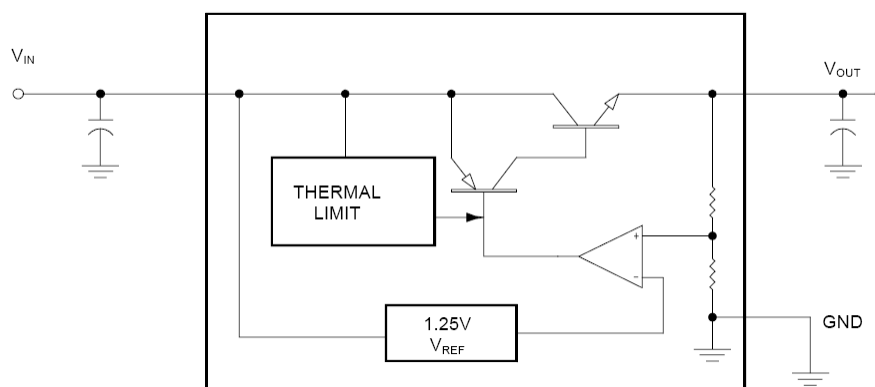 V_IN
V_OUT
THERMAL
LIMIT
+
-
1.25V
V_REF
GND